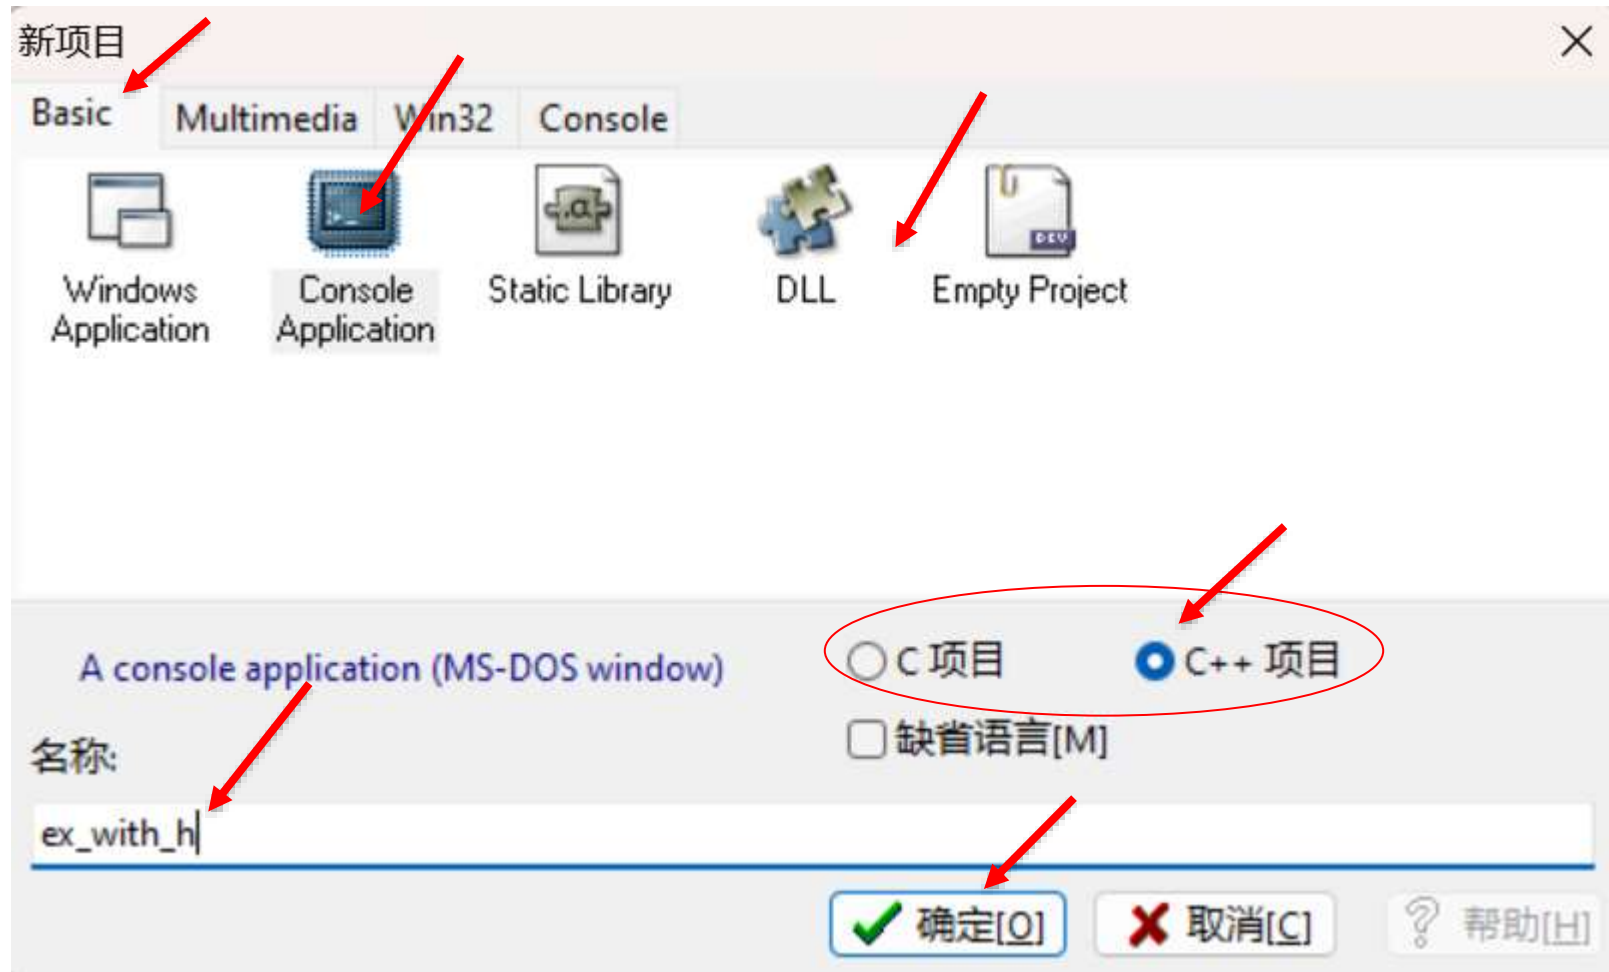 新项目
Basic Multimedia Win32 Console
Windows Application
Console Application
Static Library
DLL
Empty Project
DEV
.a
A console application (MS-DOS window)
C 项目
C++ 项目
缺省语言[M]
名称:
ex_with_h
确定[O]
取消[C]
帮助[H]